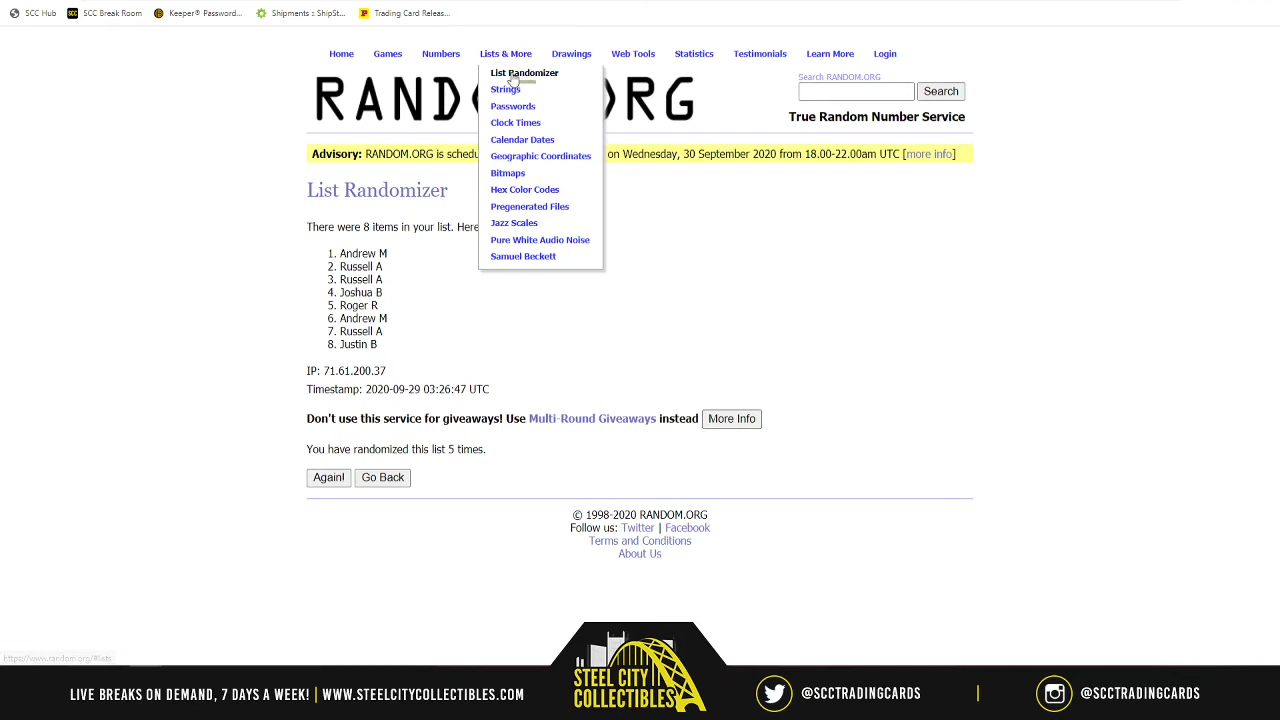 SCC Hub
SCC Break Room
Keeper® Password...
Shipments :: ShipSt...
Trading Card Releas...
Home Games Numbers Lists & More Drawings Web Tools Statistics Testimonials Learn More Login
List Randomizer
Strings
Passwords
Clock Times
Calendar Dates
Geographic Coordinates
Bitmaps
Hex Color Codes
Pregenerated Files
Jazz Scales
Pure White Audio Noise
Samuel Beckett
Search RANDOM.ORG
Search
True Random Number Service
Advisory: RANDOM.ORG is schedu on Wednesday, 30 September 2020 from 18.00-22.00am UTC [more info]
List Randomizer
There were 8 items in your list. Here
1. Andrew M
2. Russell A
3. Russell A
4. Joshua B
5. Roger R
6. Andrew M
7. Russell A
8. Justin B
IP: 71.61.200.37
Timestamp: 2020-09-29 03:26:47 UTC
Don't use this service for giveaways! Use Multi-Round Giveaways instead More Info
You have randomized this list 5 times.
Again! Go Back
© 1998-2020 RANDOM.ORG
Follow us: Twitter | Facebook
Terms and Conditions
About Us
https://www.random.org/#lists
LIVE BREAKS ON DEMAND, 7 DAYS A WEEK! | WWW.STEELCITYCOLLECTIBLES.COM
STEEL CITY
COLLECTIBLES
@SCCTRADINGCARDS | @SCCTRADINGCARDS